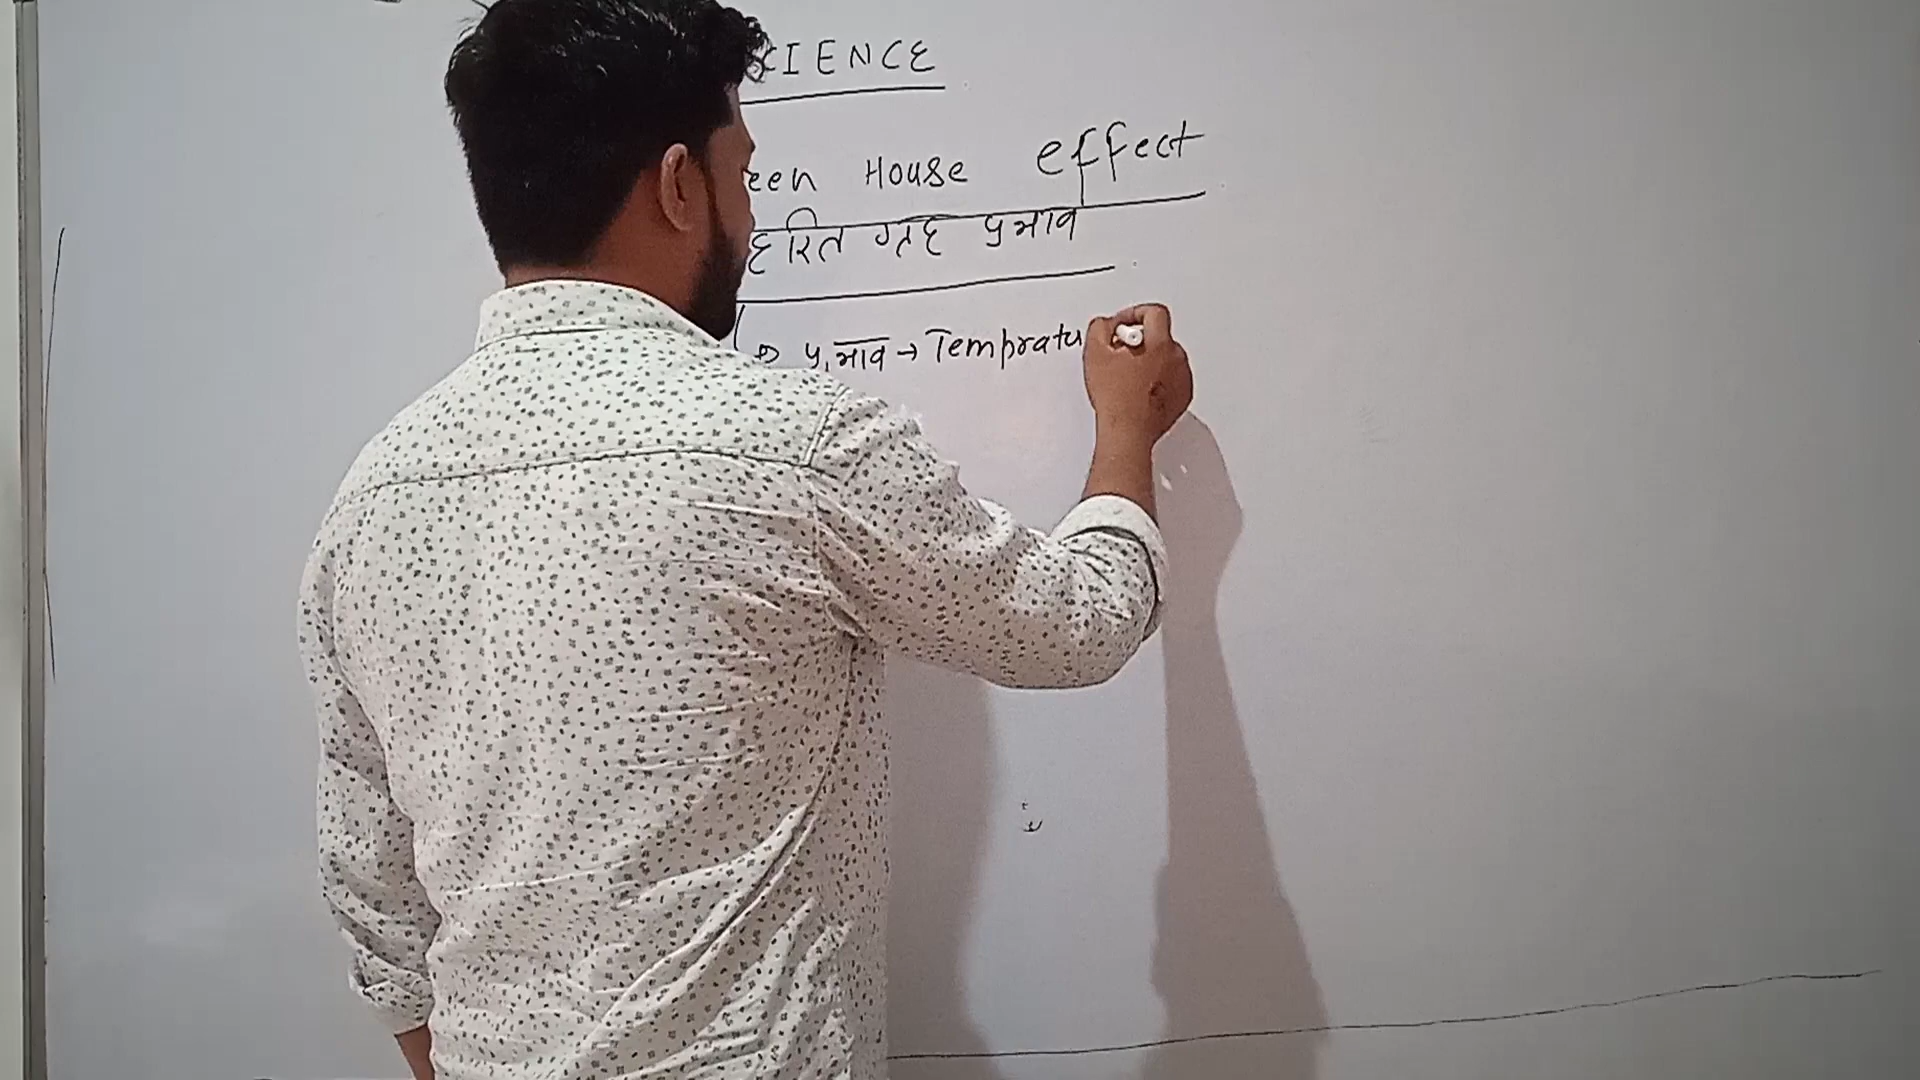 CIENCE
een House effect
हरित गृह प्रभाव
प्रभाव → Tempratu